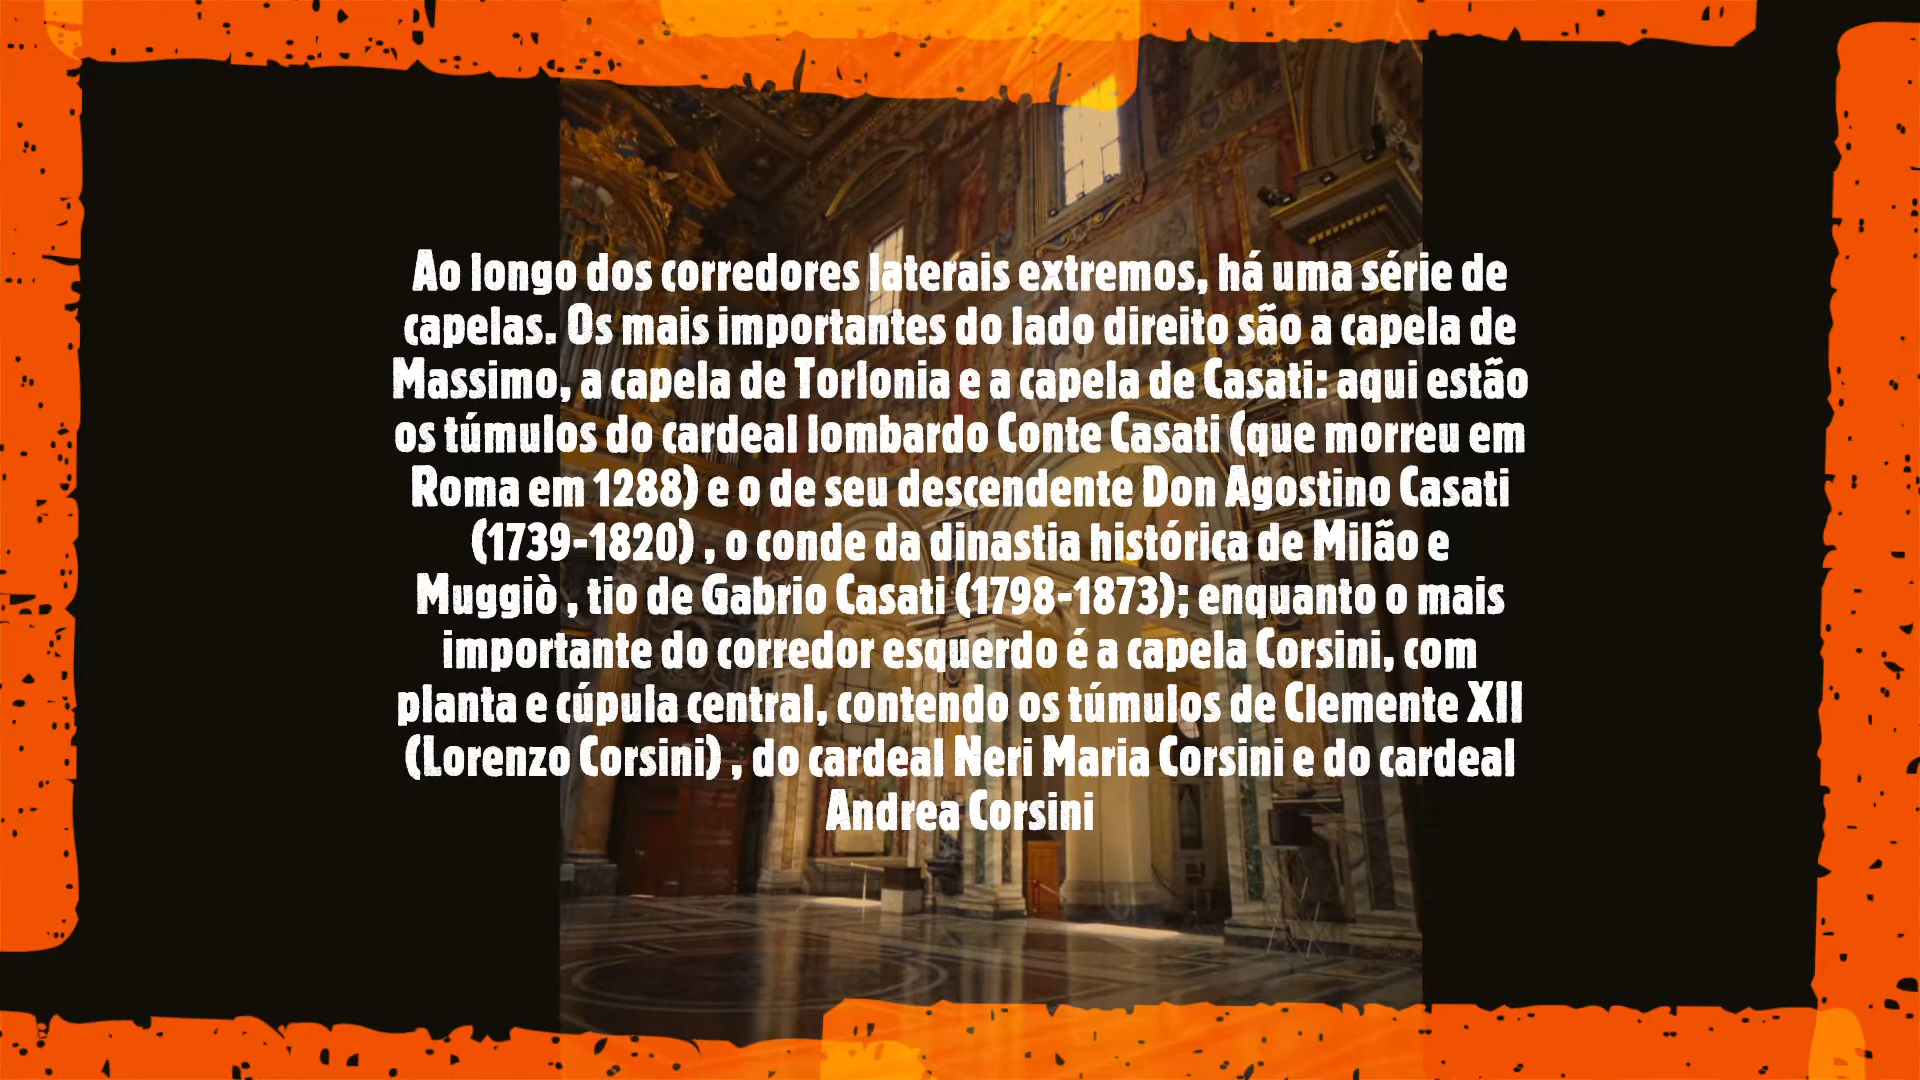 Ao longo dos corredores laterais extremos, há uma série de
capelas. Os mais importantes do lado direito são a capela de
Massimo, a capela de Torlonia e a capela de Casati: aqui estão
os túmulos do cardeal lombardo Conte Casati (que morreu em
Roma em 1288) e o de seu descendente Don Agostino Casati
(1739-1820) , o conde da dinastia histórica de Milão e
Muggiò , tio de Gabrio Casati (1798-1873); enquanto o mais
importante do corredor esquerdo é a capela Corsini, com
planta e cúpula central, contendo os túmulos de Clemente XII
(Lorenzo Corsini) , do cardeal Neri Maria Corsini e do cardeal
Andrea Corsini